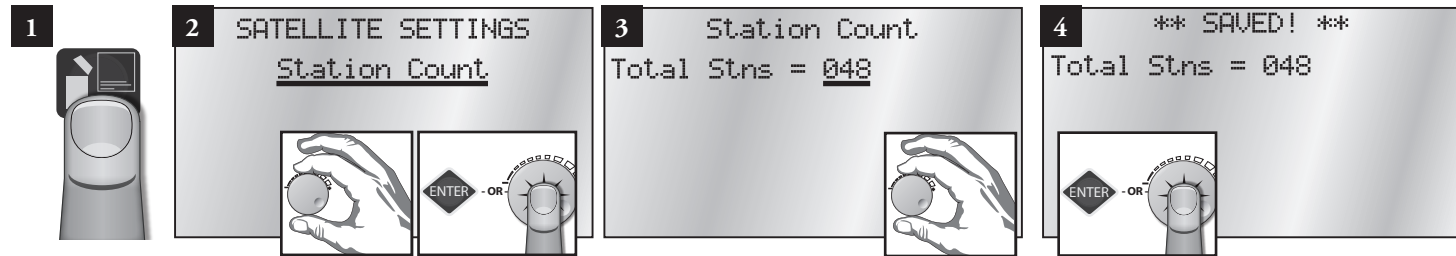 1
2
SATELLITE SETTINGS
Station Count
ENTER
- OR -
3
Station Count
Total Stns = 048
4
** SAVED! **
Total Stns = 048
ENTER
- OR -